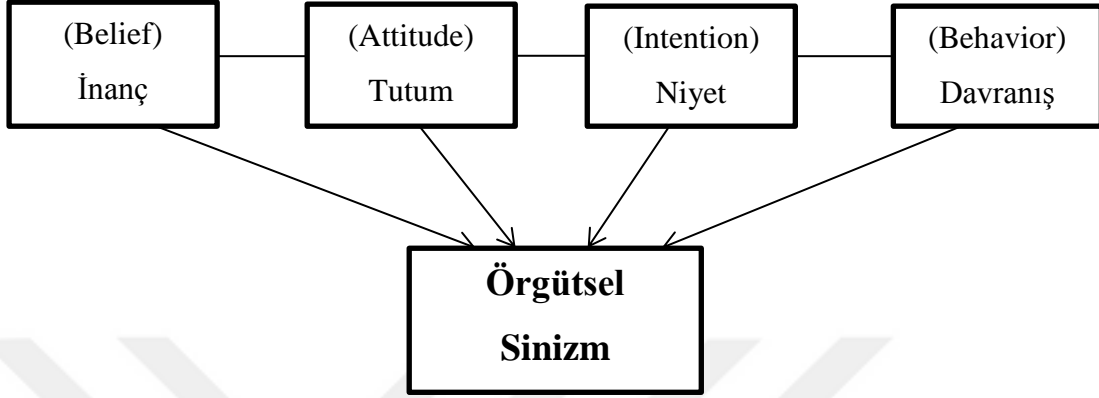 (Belief)
İnanç
(Attitude)
Tutum
(Intention)
Niyet
(Behavior)
Davranış
Örgütsel
Sinizm